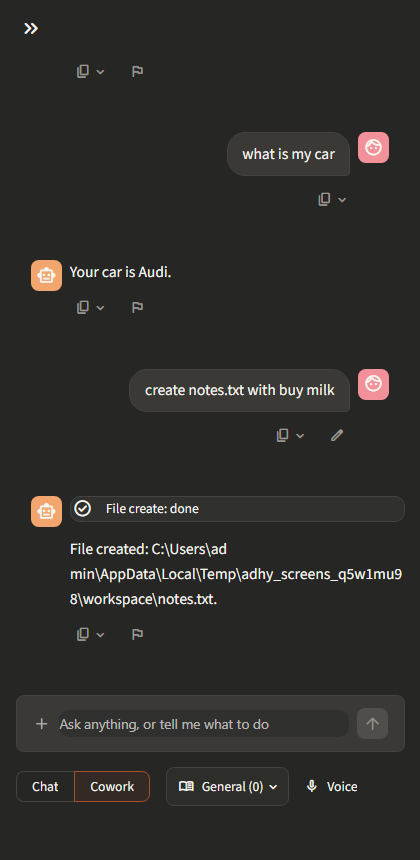 what is my car
Your car is Audi.
create notes.txt with buy milk
File create: done
File created: C:\Users\ad
min\AppData\Local\Temp\adhy_screens_q5w1mu9
8\workspace\notes.txt.
Ask anything, or tell me what to do
Chat Cowork General (0) Voice